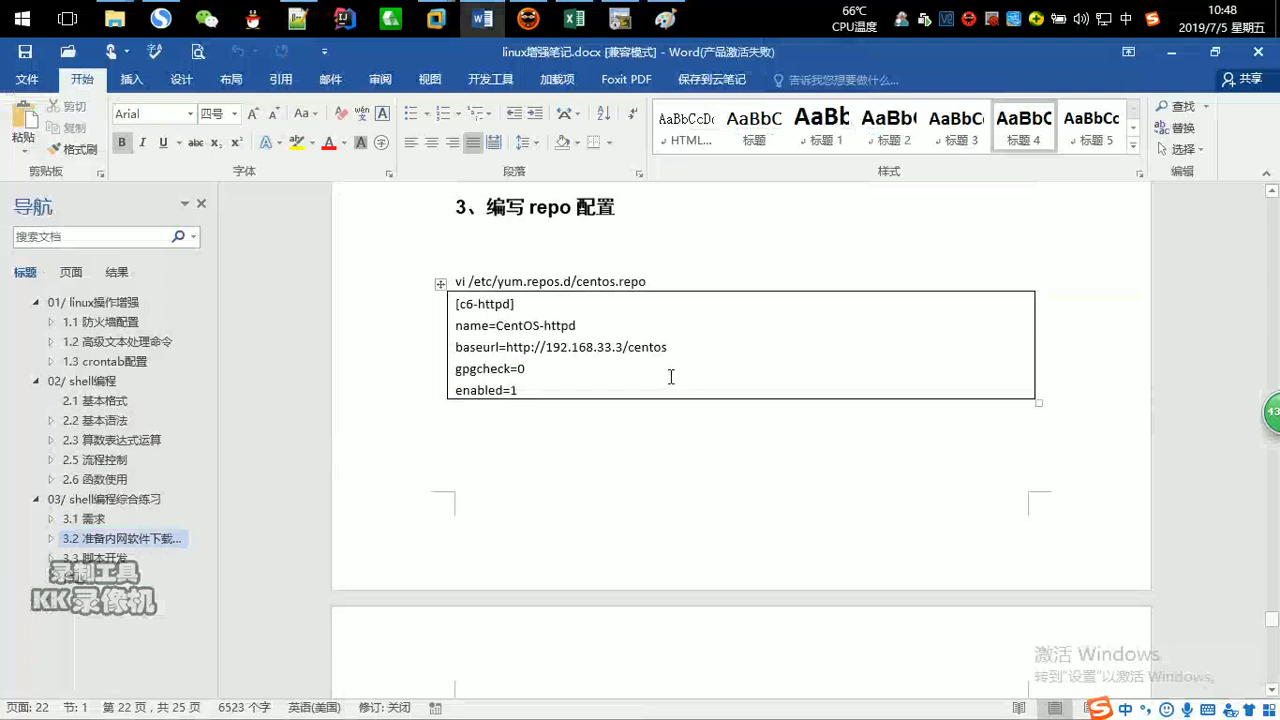 66℃
CPU温度
中
10:48
2019/7/5 星期五
linux增强笔记.docx [兼容模式] - Word(产品激活失败)
文件 开始 插入 设计 布局 引用 邮件 审阅 视图 开发工具 加载项 Foxit PDF 保存到云笔记 告诉我您想要做什么... 共享
粘贴 剪切 复制 格式刷
Arial 四号
剪贴板 字体 段落 样式 编辑
AaBbCcDc AaBbC AaBb AaBb( AaBbC AaBbC AaBbCc
HTML... 标题 标题 1 标题 2 标题 3 标题 4 标题 5
查找
替换
选择
导航
搜索文档
标题 页面 结果
01/ linux操作增强
1.1 防火墙配置
1.2 高级文本处理命令
1.3 crontab配置
02/ shell编程
2.1 基本格式
2.2 基本语法
2.3 算数表达式运算
2.5 流程控制
2.6 函数使用
03/ shell编程综合练习
3.1 需求
3.2 准备内网软件下载...
3.3 脚本开发
录制工具
KK录像机
3、编写 repo 配置
vi /etc/yum.repos.d/centos.repo
[c6-httpd]
name=CentOS-httpd
baseurl=http://192.168.33.3/centos
gpgcheck=0
enabled=1
43
激活 Windows
转到"设置"以激活 Windows。
页面: 22 节: 1 第 22 页，共 25 页 6523 个字 英语(美国) 修订: 关闭
中